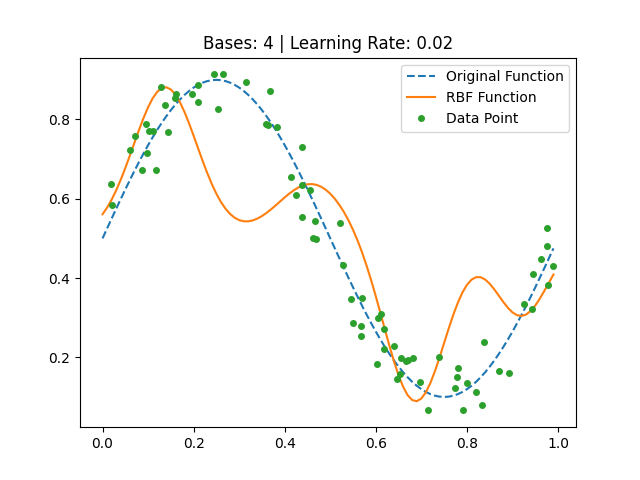 Bases: 4 | Learning Rate: 0.02
Original Function
RBF Function
Data Point
0.8
0.6
0.4
0.2
0.0 0.2 0.4 0.6 0.8 1.0